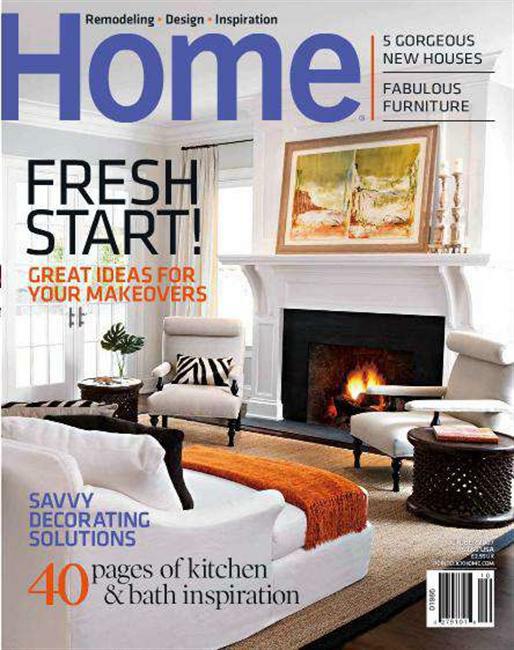 Remodeling • Design • Inspiration
Home
5 GORGEOUS
NEW HOUSES
FABULOUS
FURNITURE
FRESH
START!
GREAT IDEAS FOR
YOUR MAKEOVERS
SAVVY
DECORATING
SOLUTIONS
40 pages of kitchen
& bath inspiration
10